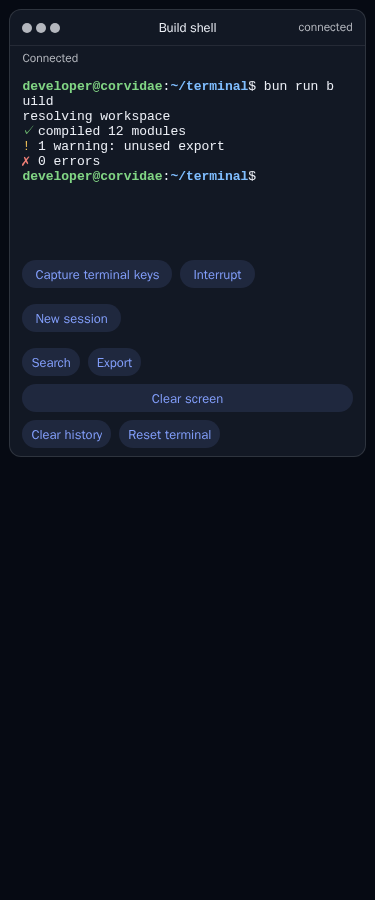 Build shell
connected
Connected
developer@corvidae:~/terminal$ bun run b
uild
resolving workspace
✓ compiled 12 modules
! 1 warning: unused export
✗ 0 errors
developer@corvidae:~/terminal$
Capture terminal keys
Interrupt
New session
Search
Export
Clear screen
Clear history
Reset terminal